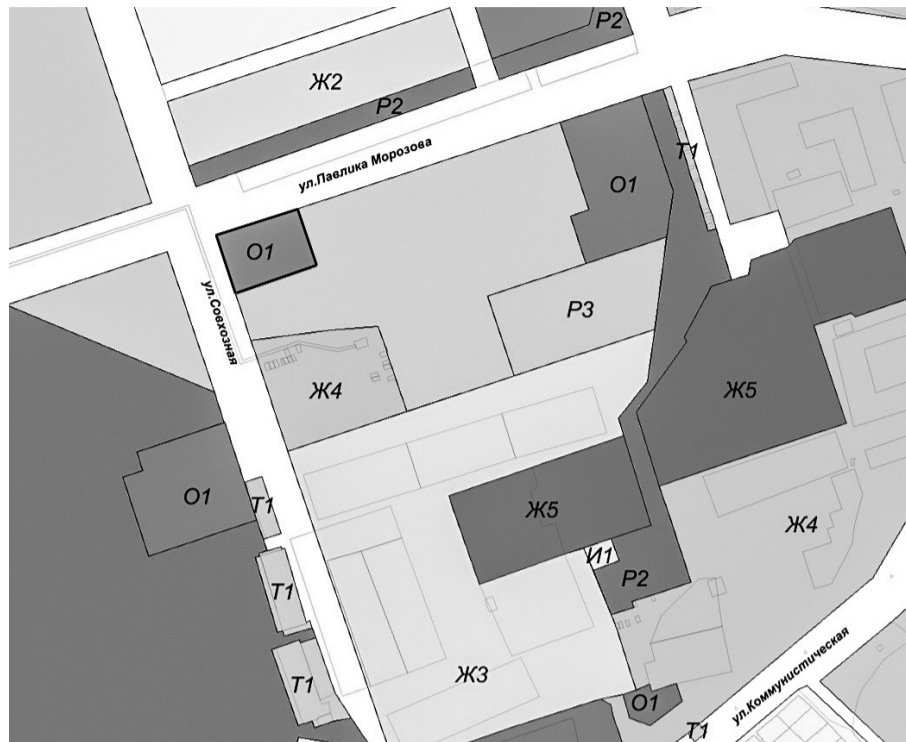 Р2
Ж2
Р2
ул.Павлика Морозова
Т1
О1
О1
ул.Совхозная
Р3
Ж4
Ж5
О1
Т1
Ж5
Ж4
И1
Р2
Т1
Ж3
Т1
О1
ул.Коммунистическая
Т1